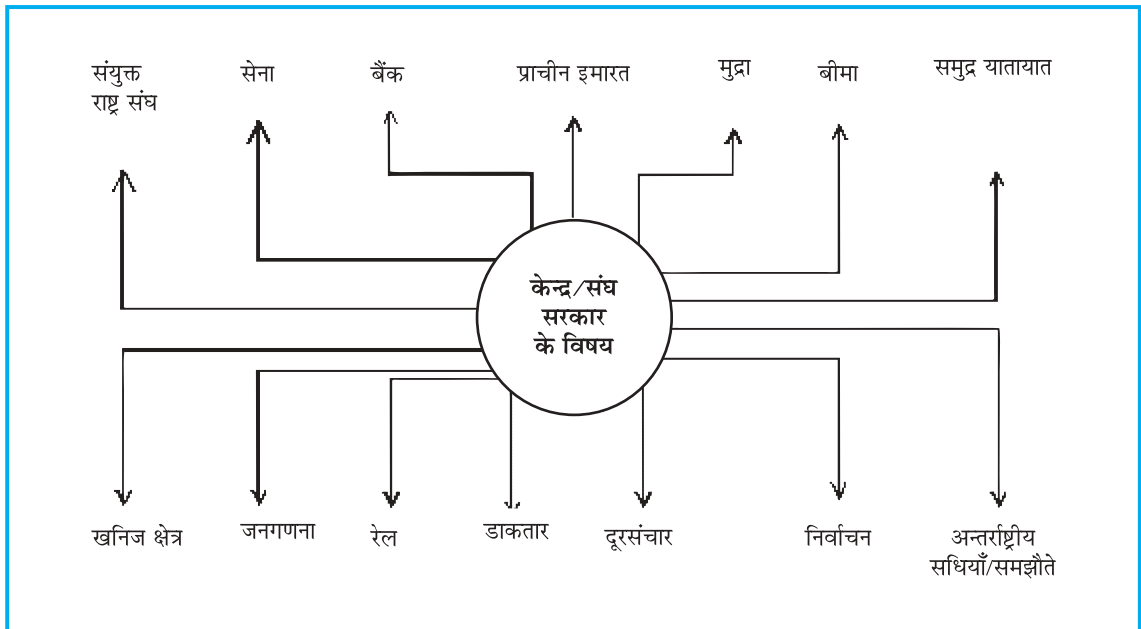 संयुक्त
राष्ट्र संघ
सेना
बैंक
प्राचीन इमारत
मुद्रा
बीमा
समुद्र यातायात
केन्द्र/संघ
सरकार
के विषय
खनिज क्षेत्र
जनगणना
रेल
डाकतार
दूरसंचार
निर्वाचन
अन्तर्राष्ट्रीय
सधियाँ/समझौते